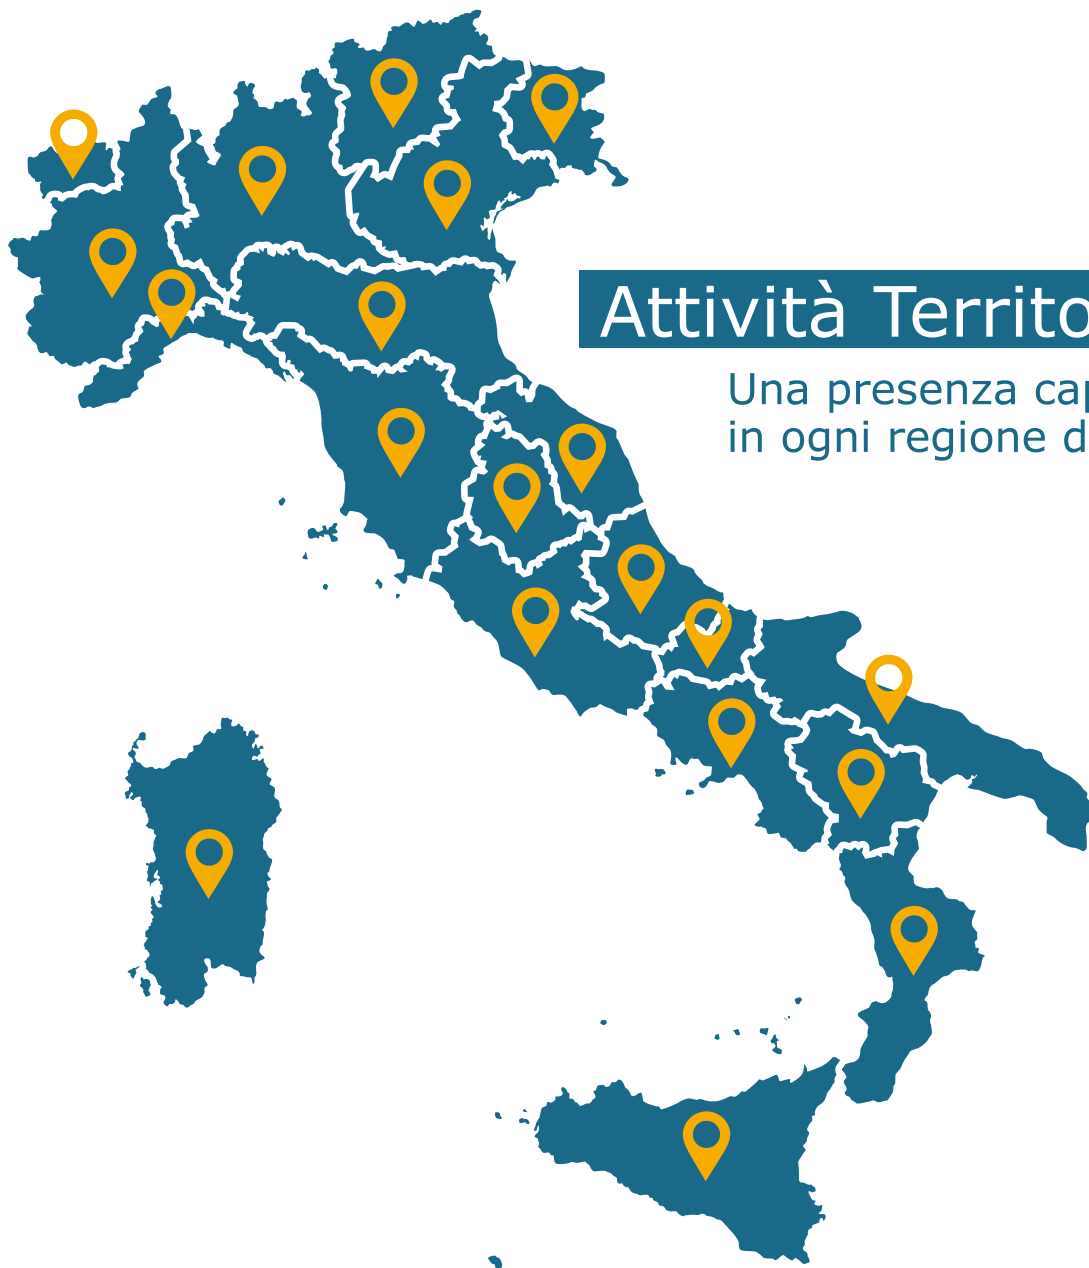 Attività Territo
Una presenza cap
in ogni regione d